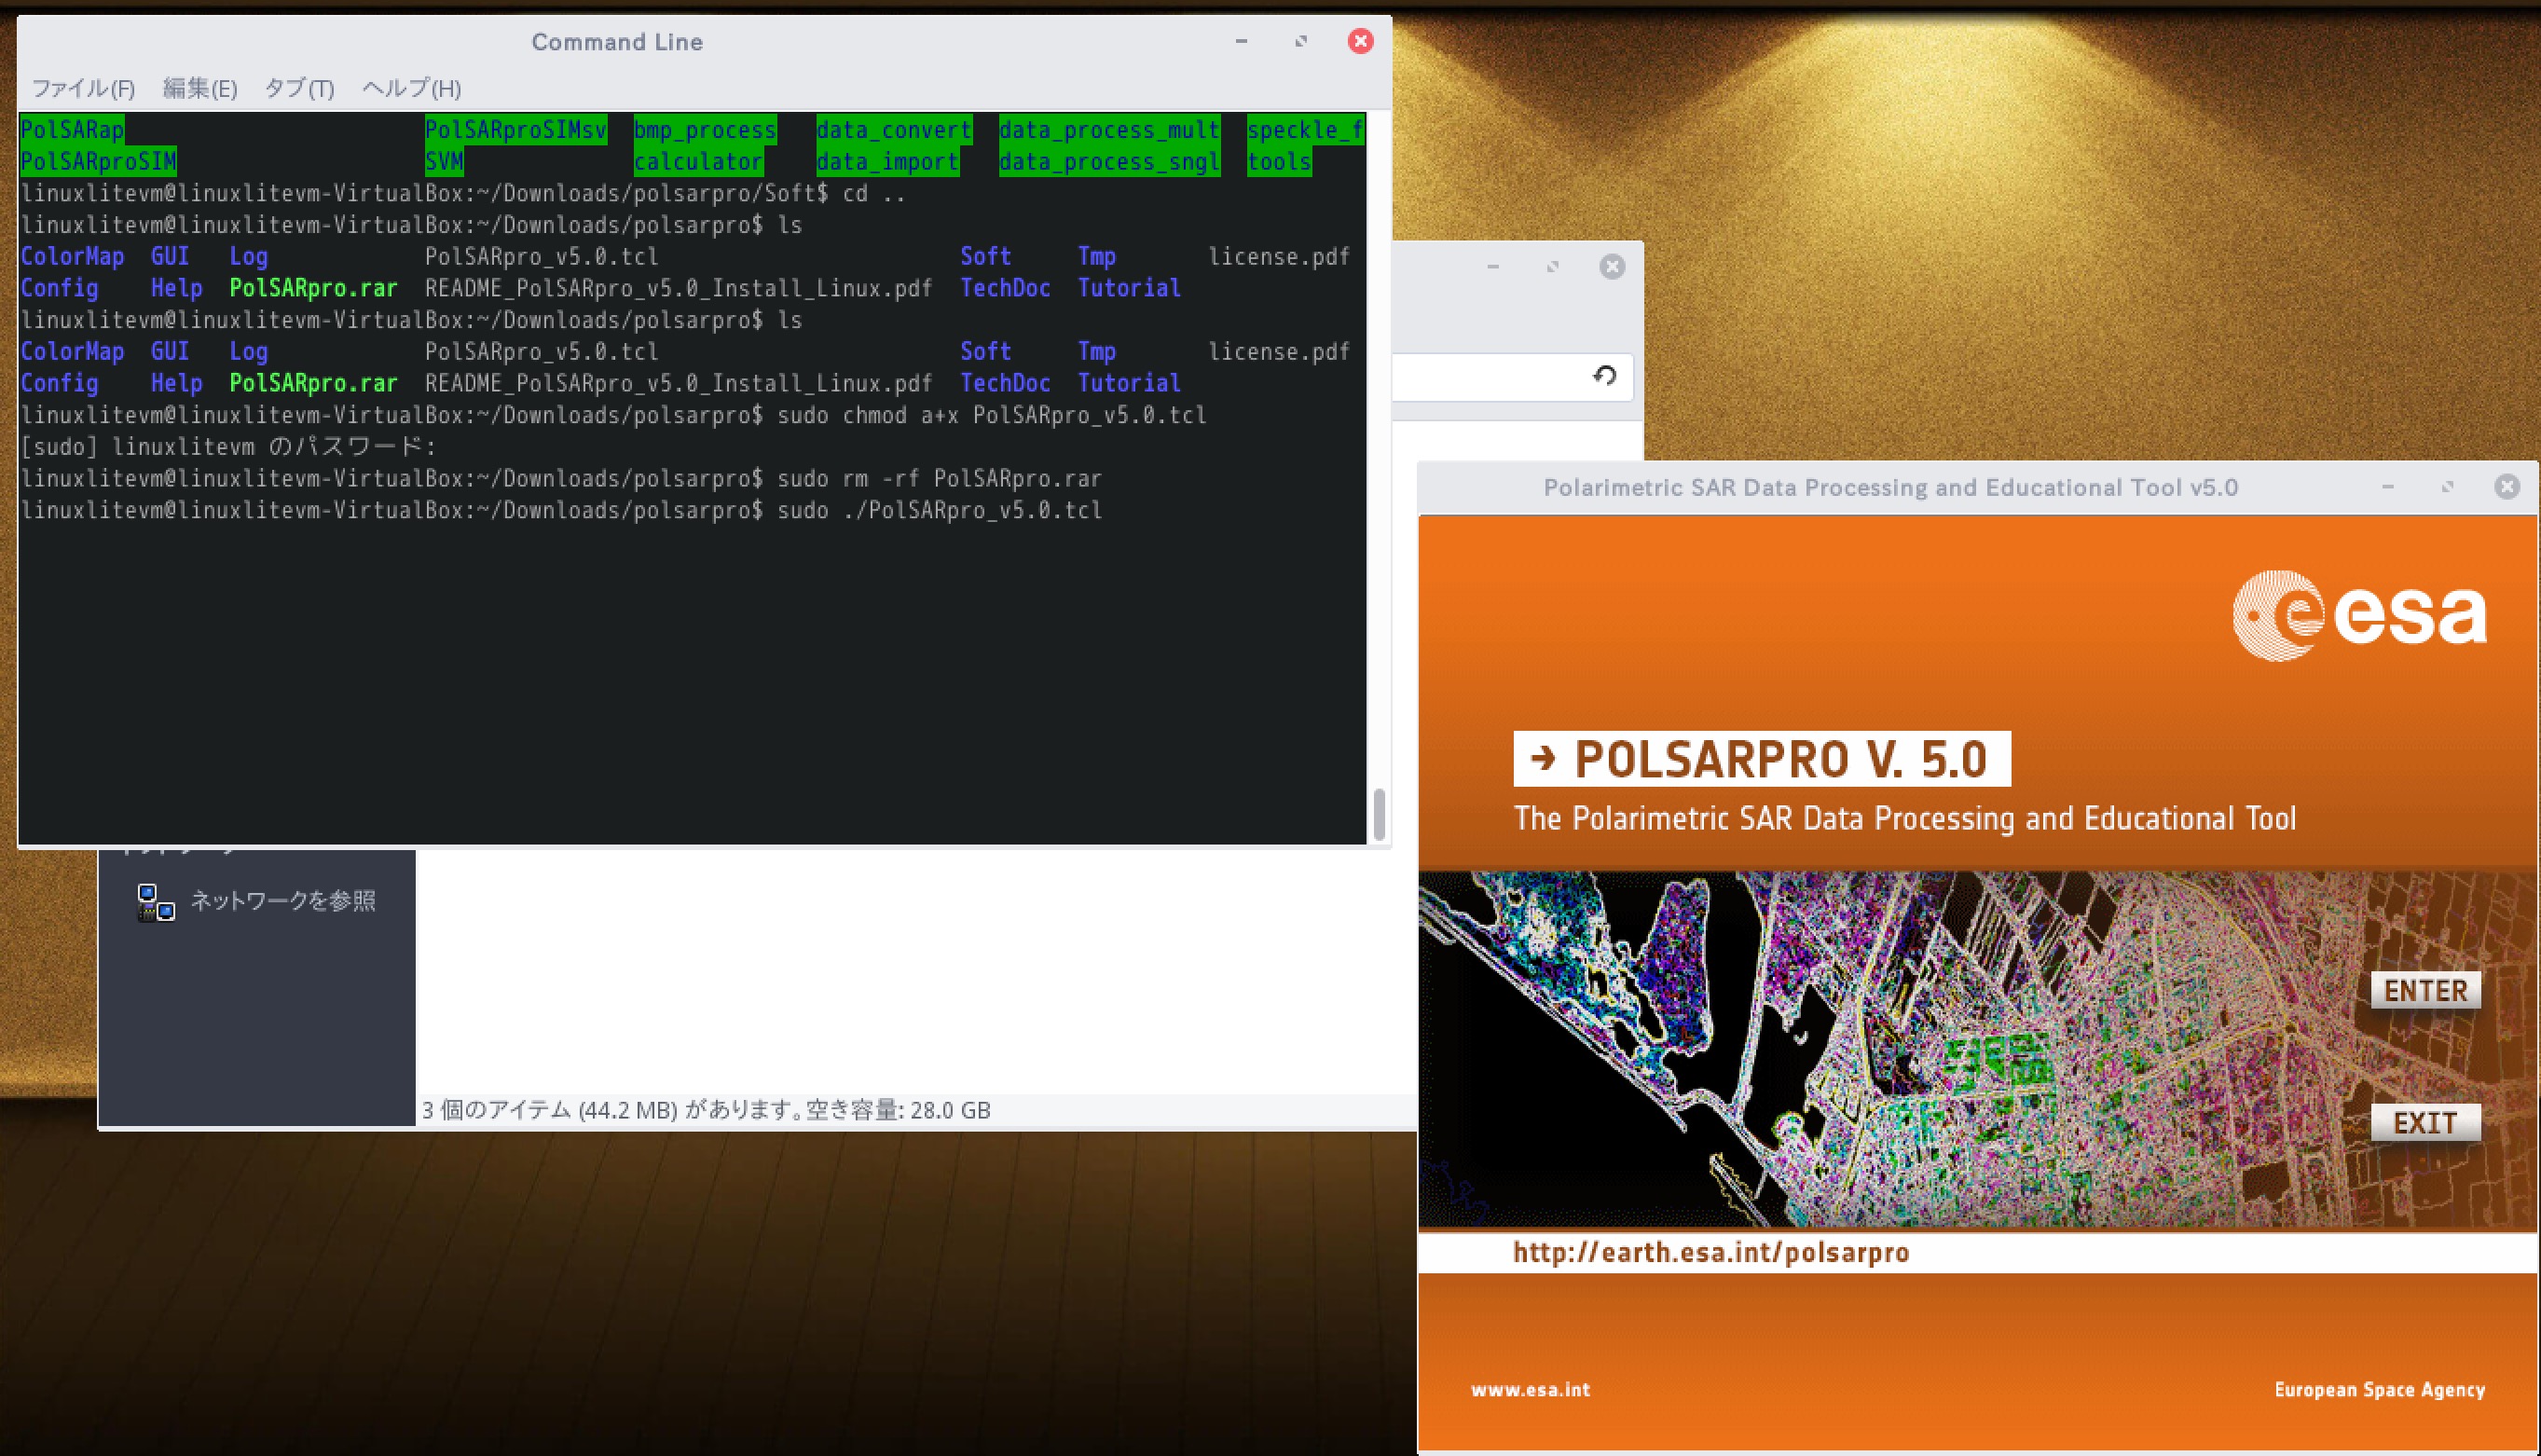 Command Line
ファイル(F) 編集(E) タブ(T) ヘルプ(H)
PolSARap PolSARproSIMsv bmp_process data_convert data_process_mult speckle_f
PolSARproSIM SVM calculator data_import data_process_sngl tools
linuxlitevm@linuxlitevm-VirtualBox:~/Downloads/polsarpro/Soft$ cd ..
linuxlitevm@linuxlitevm-VirtualBox:~/Downloads/polsarpro$ ls
ColorMap GUI Log PolSARpro_v5.0.tcl Soft Tmp license.pdf
Config Help PolSARpro.rar README_PolSARpro_v5.0_Install_Linux.pdf TechDoc Tutorial
linuxlitevm@linuxlitevm-VirtualBox:~/Downloads/polsarpro$ ls
ColorMap GUI Log PolSARpro_v5.0.tcl Soft Tmp license.pdf
Config Help PolSARpro.rar README_PolSARpro_v5.0_Install_Linux.pdf TechDoc Tutorial
linuxlitevm@linuxlitevm-VirtualBox:~/Downloads/polsarpro$ sudo chmod a+x PolSARpro_v5.0.tcl
[sudo] linuxlitevm のパスワード:
linuxlitevm@linuxlitevm-VirtualBox:~/Downloads/polsarpro$ sudo rm -rf PolSARpro.rar
linuxlitevm@linuxlitevm-VirtualBox:~/Downloads/polsarpro$ sudo ./PolSARpro_v5.0.tcl
ネットワークを参照
3 個のアイテム (44.2 MB) があります。空き容量: 28.0 GB
Polarimetric SAR Data Processing and Educational Tool v5.0
esa
→ POLSARPRO V. 5.0
The Polarimetric SAR Data Processing and Educational Tool
ENTER
EXIT
http://earth.esa.int/polsarpro
www.esa.int European Space Agency